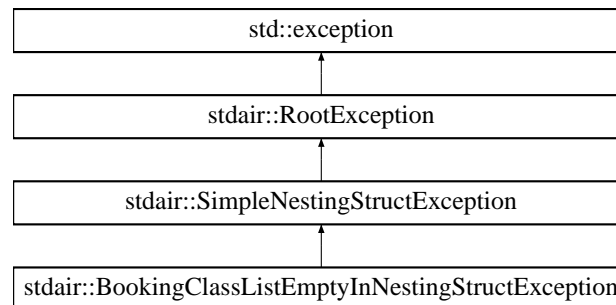 std::exception
stdair::RootException
stdair::SimpleNestingStructException
stdair::BookingClassListEmptyInNestingStructException